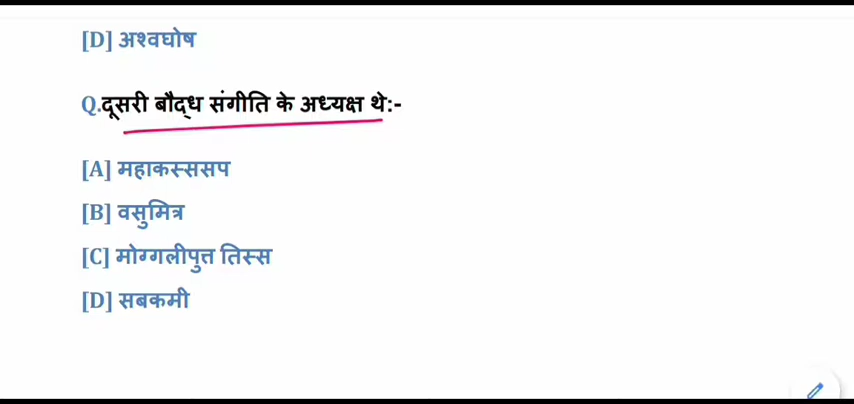 [D] अश्वघोष
Q.दूसरी बौद्ध संगीति के अध्यक्ष थे:-
[A] महाकस्ससप
[B] वसुमित्र
[C] मोग्गलीपुत्त तिस्स
[D] सबकमी